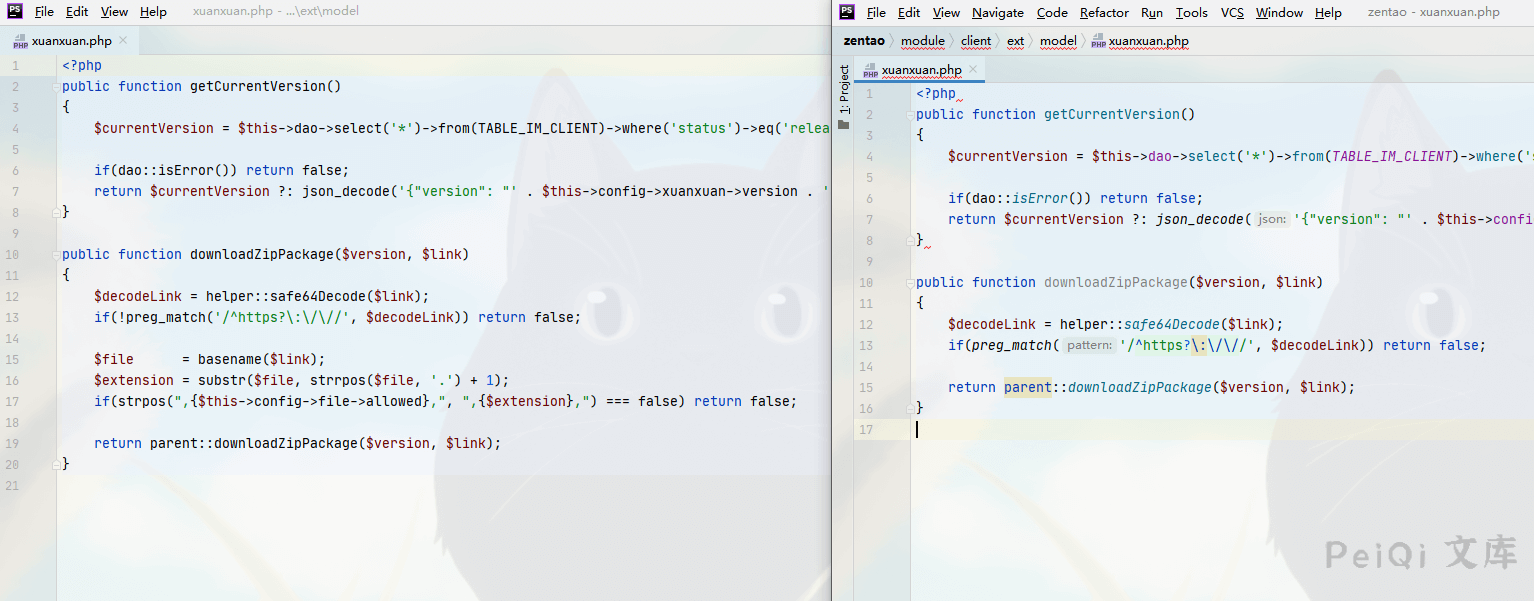 PS File Edit View Help xuanxuan.php - ...\ext\model
PHP xuanxuan.php ×
1 <?php
2 public function getCurrentVersion()
3 {
4 $currentVersion = $this->dao->select('*')->from(TABLE_IM_CLIENT)->where('status')->eq('relea
5
6 if(dao::isError()) return false;
7 return $currentVersion ?: json_decode('{"version": "' . $this->config->xuanxuan->version . '
8 }
9
10 public function downloadZipPackage($version, $link)
11 {
12 $decodeLink = helper::safe64Decode($link);
13 if(!preg_match('/^https?\:\/\//', $decodeLink)) return false;
14
15 $file = basename($link);
16 $extension = substr($file, strrpos($file, '.') + 1);
17 if(strpos(",{$this->config->file->allowed},", ",{$extension},") === false) return false;
18
19 return parent::downloadZipPackage($version, $link);
20 }
21
PS File Edit View Navigate Code Refactor Run Tools VCS Window Help zentao - xuanxuan.php
zentao module client ext model PHP xuanxuan.php
1: Project
PHP xuanxuan.php ×
1 <?php
2 public function getCurrentVersion()
3 {
4 $currentVersion = $this->dao->select('*')->from(TABLE_IM_CLIENT)->where('s
5
6 if(dao::isError()) return false;
7 return $currentVersion ?: json_decode( json: '{"version": "' . $this->confi
8 }
9
10 public function downloadZipPackage($version, $link)
11 {
12 $decodeLink = helper::safe64Decode($link);
13 if(preg_match( pattern: '/^https?\:\/\//', $decodeLink)) return false;
14
15 return parent::downloadZipPackage($version, $link);
16 }
17
PeiQi 文库